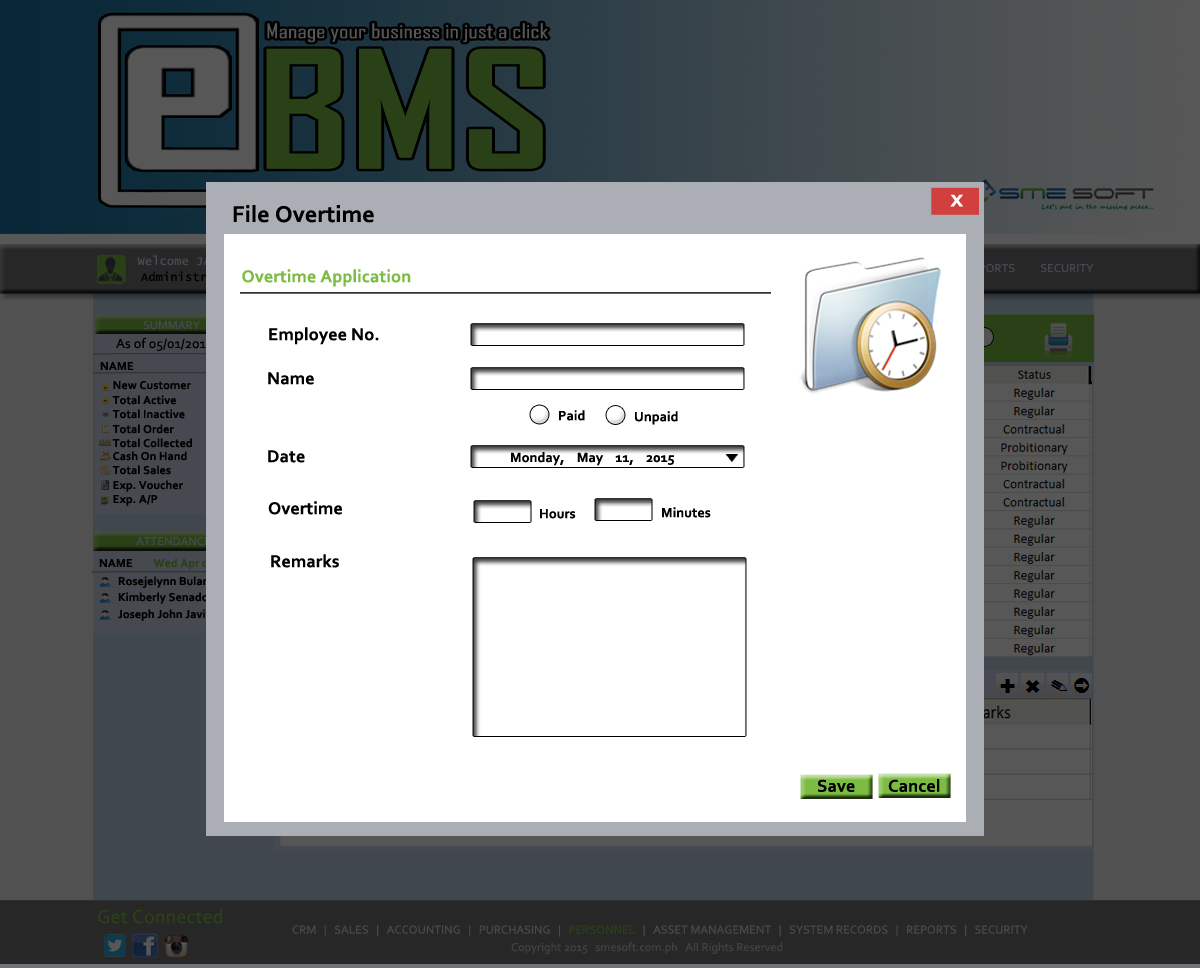 Manage your business in just a click
eBMS
SME SOFT
Let's put in the missing piece...
File Overtime
X
Welcome
Administr
PORTS SECURITY
Overtime Application
SUMMARY
As of 05/01/201
NAME
New Customer
Total Active
Total Inactive
Total Order
Total Collected
Cash On Hand
Total Sales
Exp. Voucher
Exp. A/P
ATTENDANC
NAME Wed Apr
Rosejelynn Bular
Kimberly Senado
Joseph John Javi
Employee No.
Name
Paid Unpaid
Date Monday, May 11, 2015
Overtime Hours Minutes
Remarks
Save Cancel
Status
Regular
Regular
Contractual
Probitionary
Probitionary
Contractual
Contractual
Regular
Regular
Regular
Regular
Regular
Regular
Regular
Regular
arks
Get Connected
CRM | SALES | ACCOUNTING | PURCHASING | PERSONNEL | ASSET MANAGEMENT | SYSTEM RECORDS | REPORTS | SECURITY
Copyright 2015 smesoft.com.ph All Rights Reserved